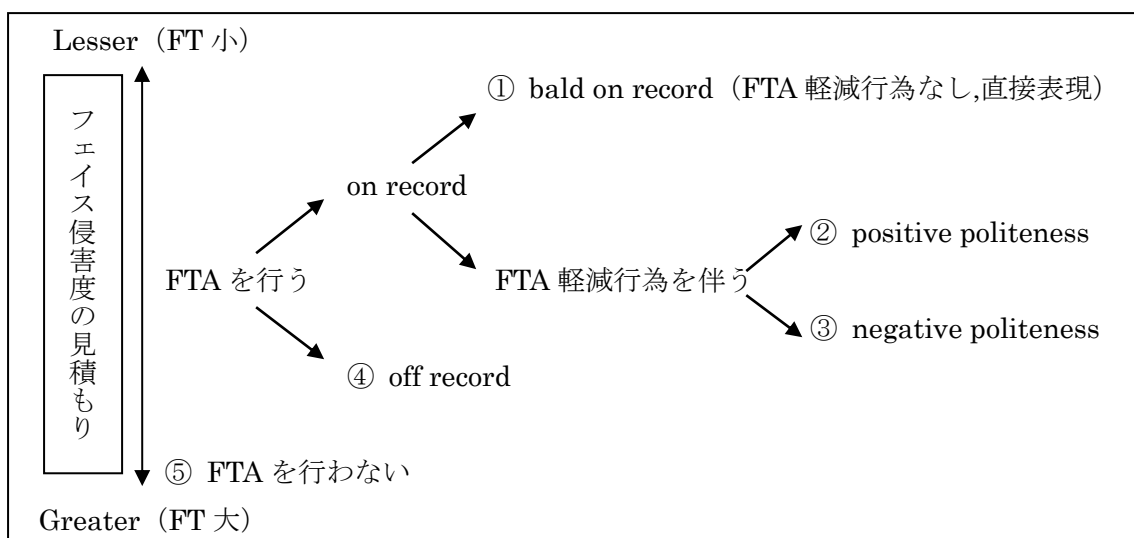 Lesser（FT 小）
フェイス侵害度の見積もり
① bald on record（FTA 軽減行為なし,直接表現）
on record
② positive politeness
FTA を行う
FTA 軽減行為を伴う
③ negative politeness
④ off record
⑤ FTA を行わない
Greater（FT 大）